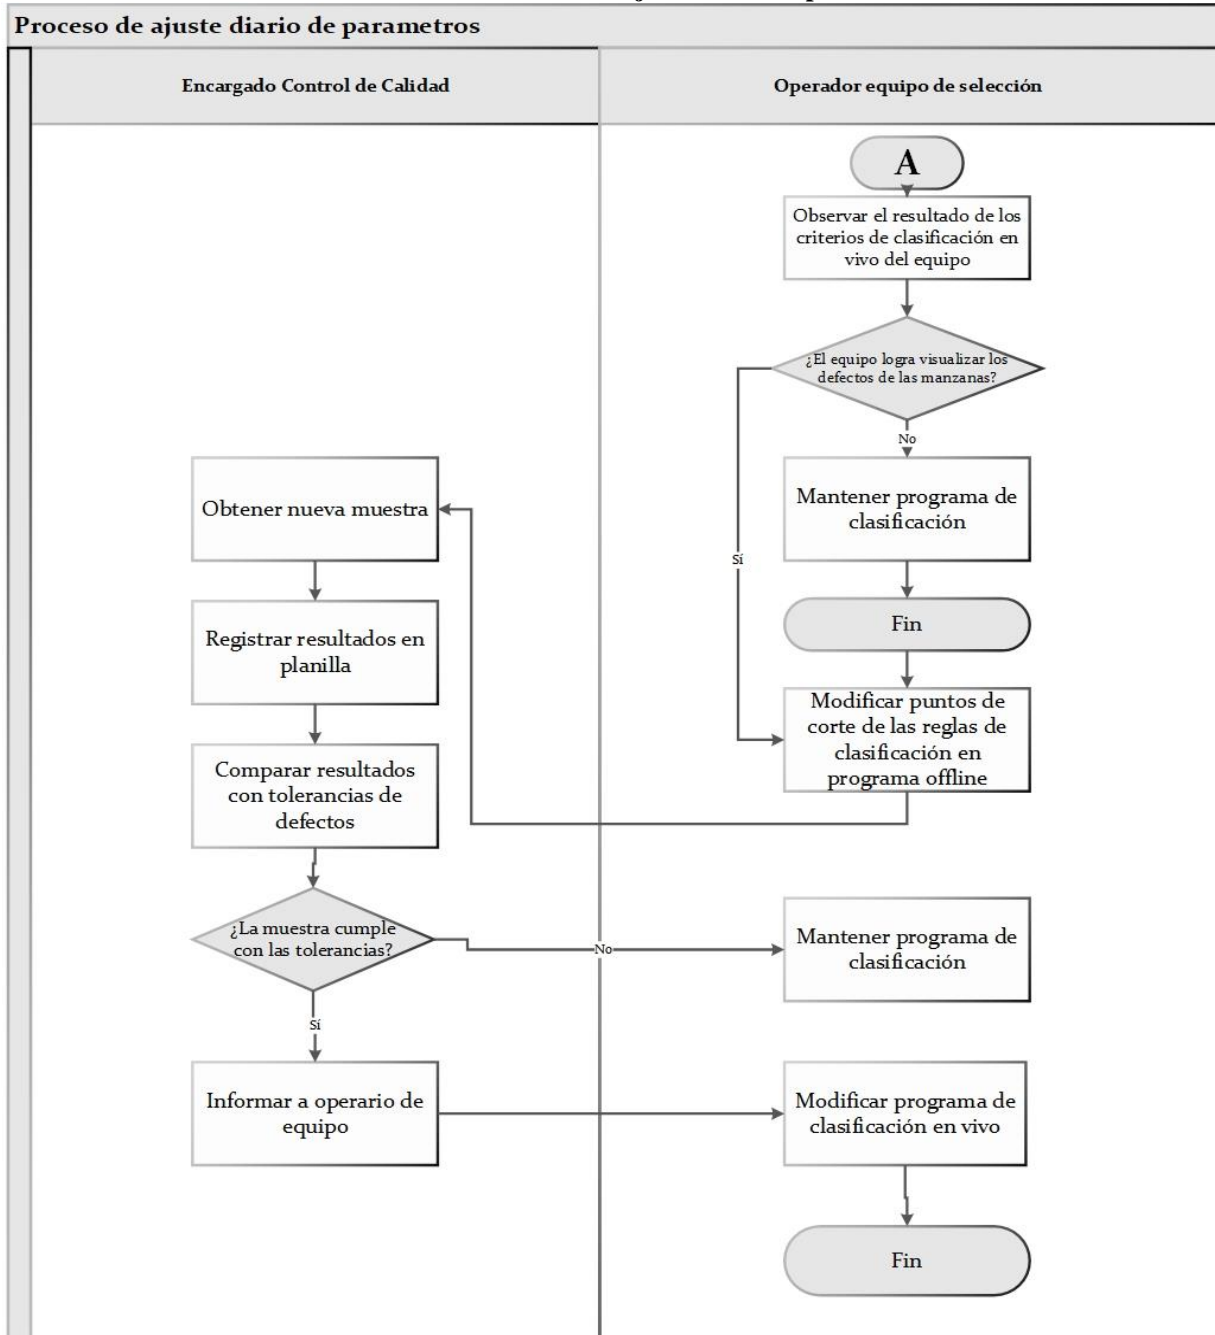 Proceso de ajuste diario de parametros
Encargado Control de Calidad
Operador equipo de selección
A
Observar el resultado de los
criterios de clasificación en
vivo del equipo
¿El equipo logra visualizar los
defectos de las manzanas?
No
Sí
Mantener programa de
clasificación
Fin
Modificar puntos de
corte de las reglas de
clasificación en
programa offline
Obtener nueva muestra
Registrar resultados en
planilla
Comparar resultados
con tolerancias de
defectos
¿La muestra cumple
con las tolerancias?
No
Mantener programa de
clasificación
Sí
Informar a operario de
equipo
Modificar programa de
clasificación en vivo
Fin